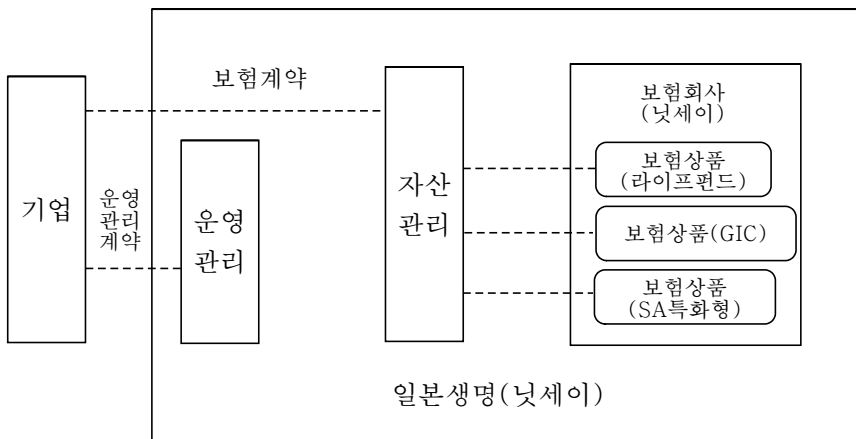 보험계약
기업
운영
관리
계약
운영
관리
자산
관리
보험회사
(닛세이)
보험상품
(라이프펀드)
보험상품(GIC)
보험상품
(SA특화형)
일본생명(닛세이)